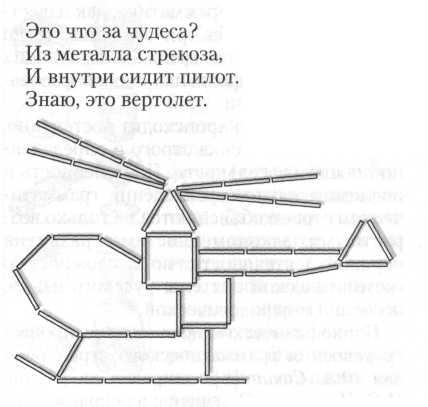 Это что за чудеса?
Из металла стрекоза,
И внутри сидит пилот.
Знаю, это вертолет.